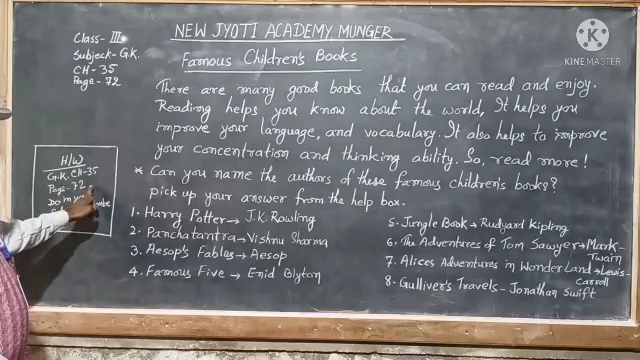 NEW JYOTI ACADEMY MUNGER
Class- III
Subject- G.K.
CH - 35
Page - 72
Famous Children's Books
There are many good books that you can read and enjoy.
Reading helps you know about the world, It helps you
improve your language, and vocabulary. It also helps to improve
your concentration and thinking ability. So, read more!
* Can you name the authors of these famous children's books?
pick up your answer from the help box.
1. Harry Potter → J.K. Rowling
2. Panchatantra → Vishnu Sharma
3. Aesop's Fables → Aesop
4. Famous Five → Enid Blyton
5. Jungle Book → Rudyard Kipling
6. The Adventures of Tom Sawyer → Mark-
Twain
7. Alices Adventures in Wonder Land → Lewis-
Carroll
8. Gulliver's Travels - Jonathan Swift
H/W
G.K. CH-35
Page - 72
Do in
KINEMASTER